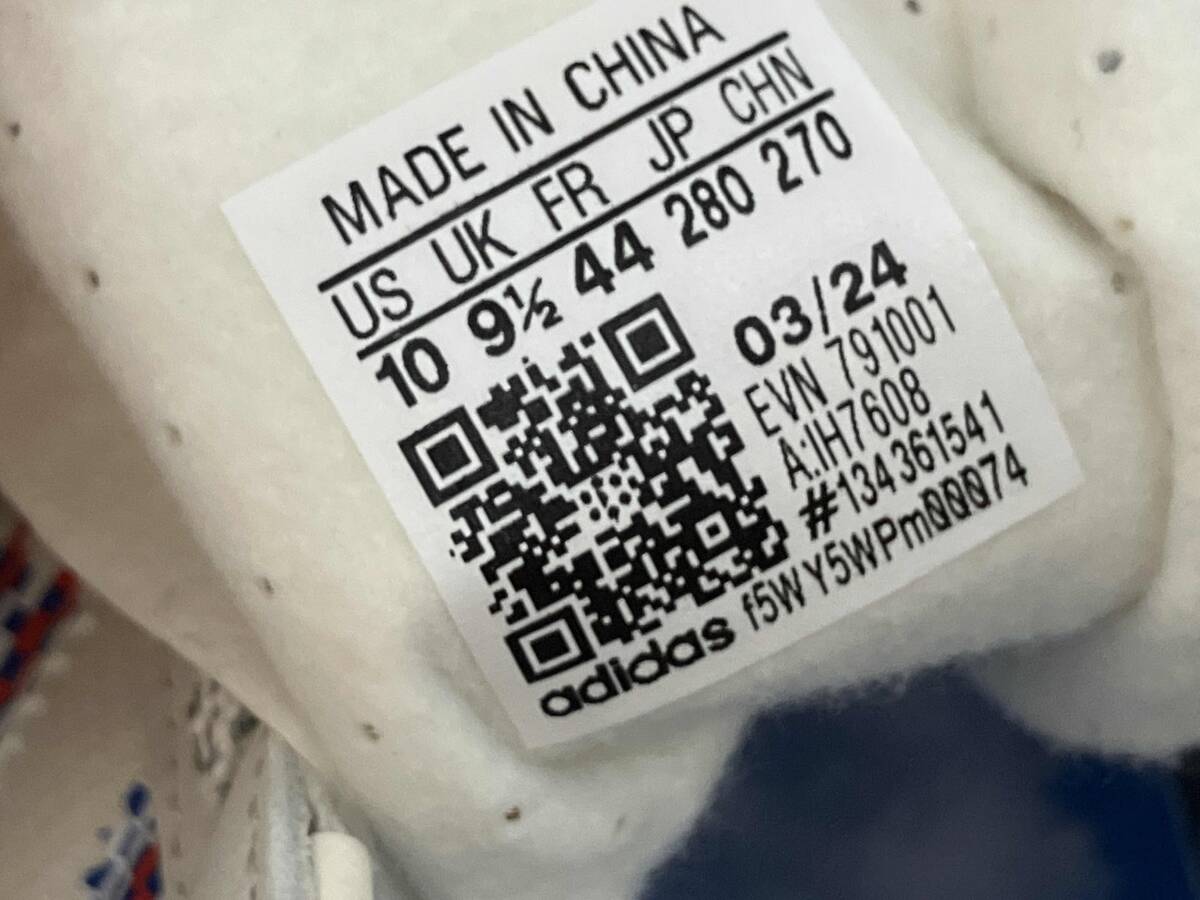 MADE IN CHINA
US UK FR JP CHN
10 9½ 44 280 270
03/24
EVN 791001
A:IH7608
#134361541
adidas f5WY5WPm00074